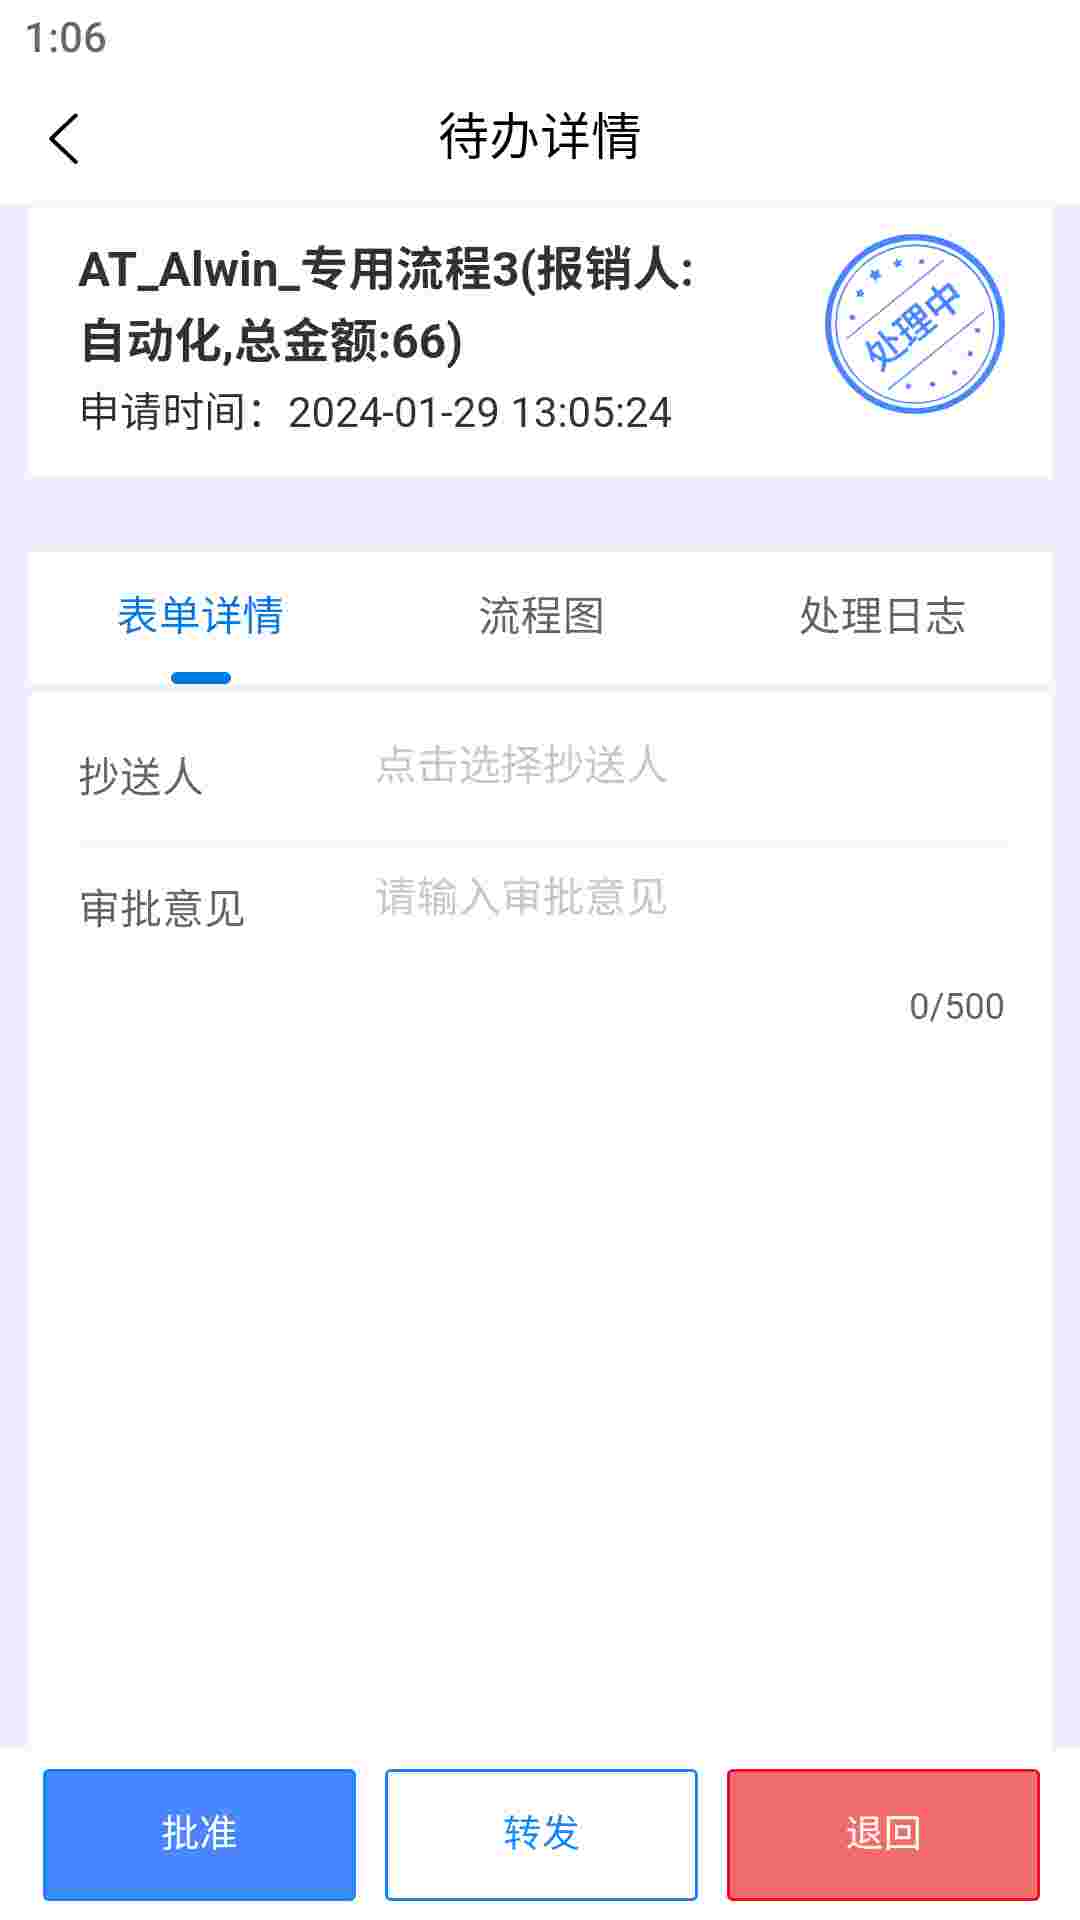 1:06
待办详情
AT_Alwin_专用流程3(报销人:
自动化,总金额:66)
处理中
申请时间：2024-01-29 13:05:24
表单详情
流程图
处理日志
抄送人
点击选择抄送人
审批意见
请输入审批意见
0/500
批准
转发
退回